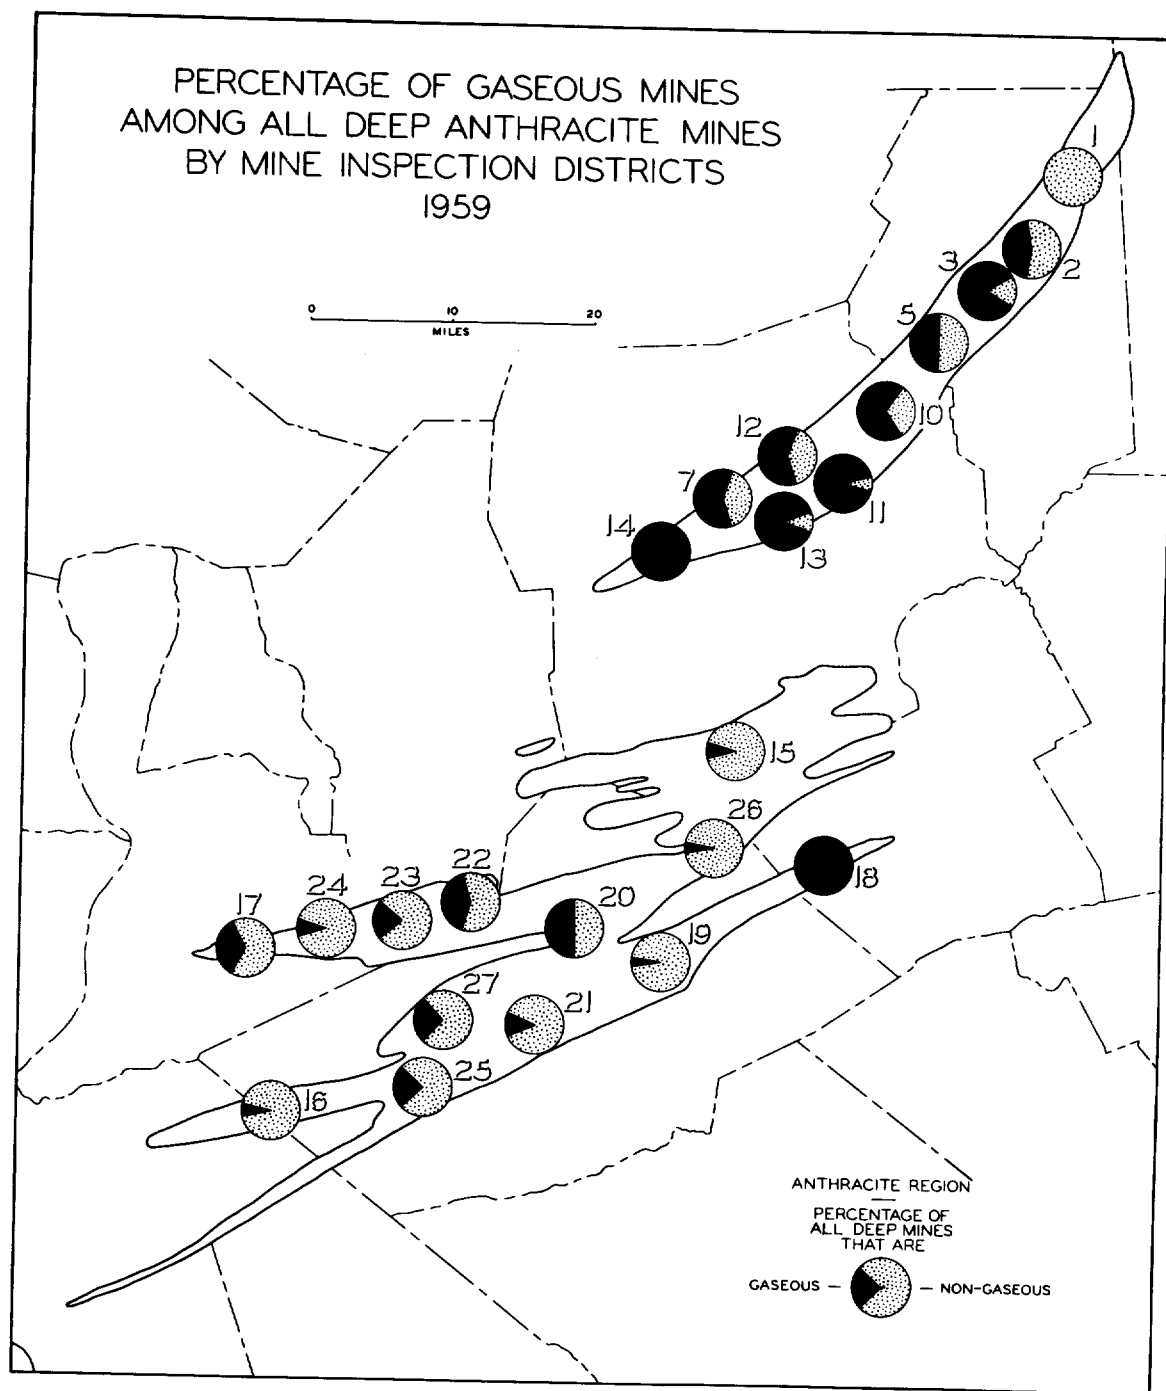 PERCENTAGE OF GASEOUS MINES
AMONG ALL DEEP ANTHRACITE MINES
BY MINE INSPECTION DISTRICTS
1959
0 10 20
MILES
1
2
3
5
10
12
7
11
14
13
15
26
18
22
23
24
17
20
19
27
21
25
16
ANTHRACITE REGION
PERCENTAGE OF
ALL DEEP MINES
THAT ARE
GASEOUS — — NON-GASEOUS